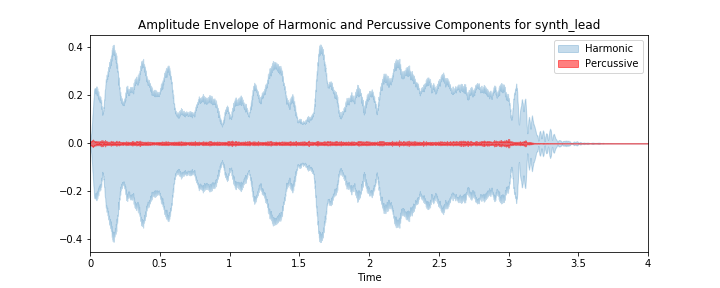 Amplitude Envelope of Harmonic and Percussive Components for synth_lead
Harmonic
Percussive
0.4
0.2
0.0
−0.2
−0.4
0 0.5 1 1.5 2 2.5 3 3.5 4
Time